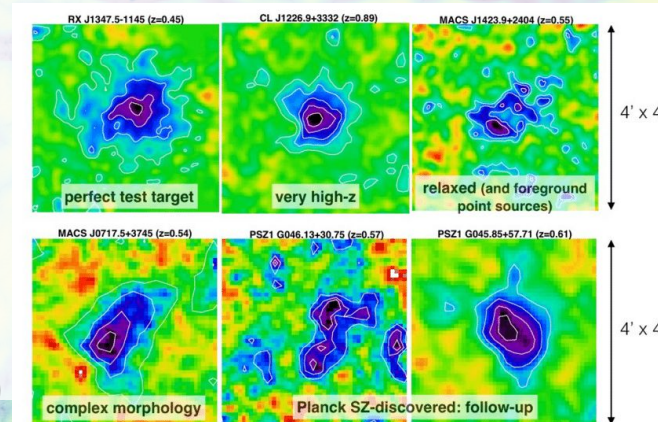 RX J1347.5-1145 (z=0.45)
CL J1226.9+3332 (z=0.89)
MACS J1423.9+2404 (z=0.55)
perfect test target
very high-z
relaxed (and foreground
point sources)
4' x 4
MACS J0717.5+3745 (z=0.54)
PSZ1 G046.13+30.75 (z=0.57)
PSZ1 G045.85+57.71 (z=0.61)
complex morphology
Planck SZ-discovered: follow-up
4' x 4